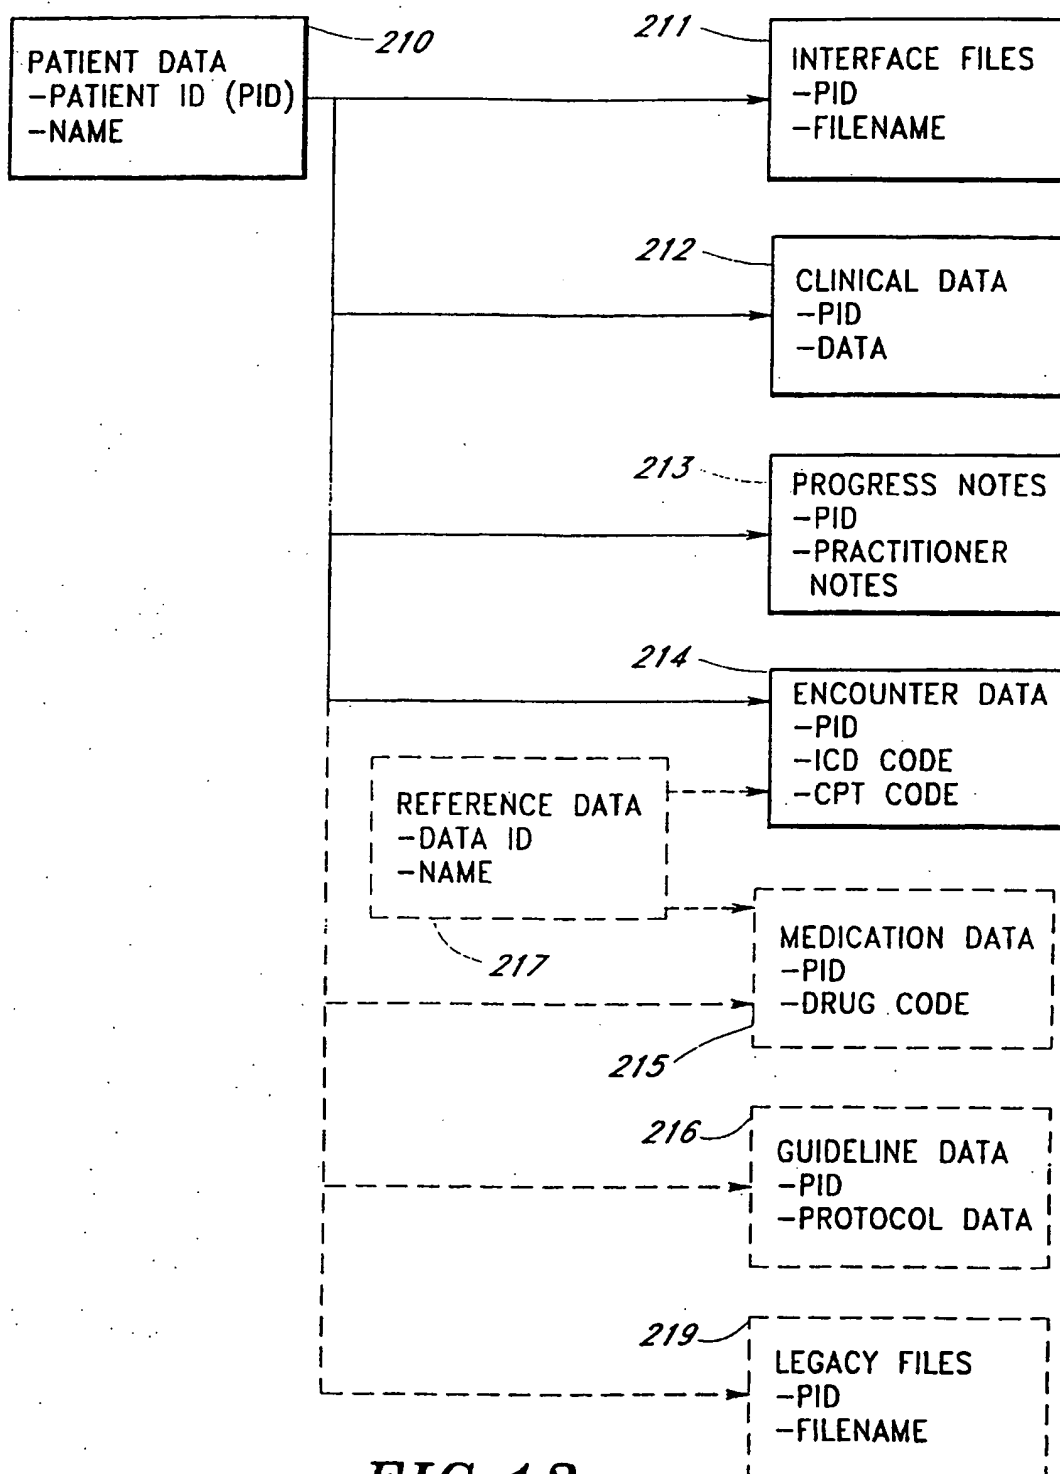 210
PATIENT DATA
-PATIENT ID (PID)
-NAME
211
INTERFACE FILES
-PID
-FILENAME
212
CLINICAL DATA
-PID
-DATA
213
PROGRESS NOTES
-PID
-PRACTITIONER
NOTES
214
ENCOUNTER DATA
-PID
-ICD CODE
-CPT CODE
REFERENCE DATA
-DATA ID
-NAME
217
MEDICATION DATA
-PID
-DRUG CODE
215
216
GUIDELINE DATA
-PID
-PROTOCOL DATA
219
LEGACY FILES
-PID
-FILENAME